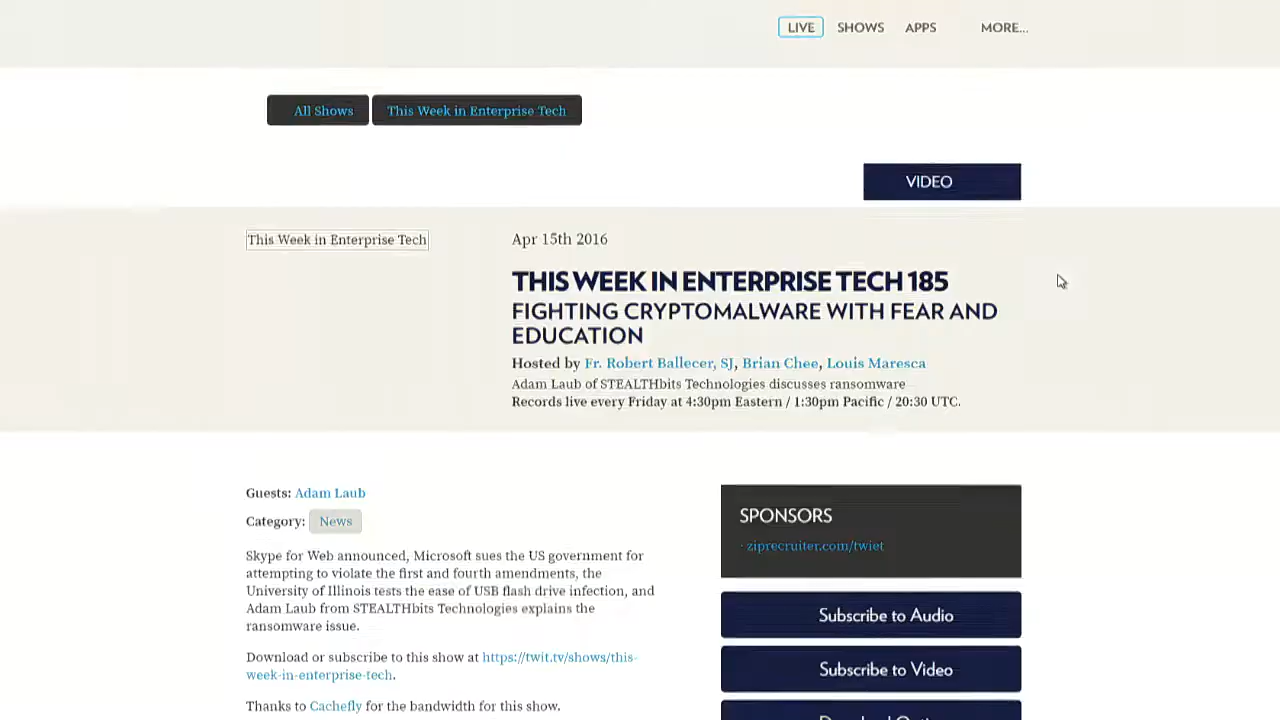 LIVE SHOWS APPS MORE...
All Shows This Week in Enterprise Tech
VIDEO
This Week in Enterprise Tech
Apr 15th 2016
THIS WEEK IN ENTERPRISE TECH 185
FIGHTING CRYPTOMALWARE WITH FEAR AND
EDUCATION
Hosted by Fr. Robert Ballecer, SJ, Brian Chee, Louis Maresca
Adam Laub of STEALTHbits Technologies discusses ransomware
Records live every Friday at 4:30pm Eastern / 1:30pm Pacific / 20:30 UTC.
Guests: Adam Laub
Category: News
Skype for Web announced, Microsoft sues the US government for
attempting to violate the first and fourth amendments, the
University of Illinois tests the ease of USB flash drive infection, and
Adam Laub from STEALTHbits Technologies explains the
ransomware issue.
Download or subscribe to this show at https://twit.tv/shows/this-
week-in-enterprise-tech.
Thanks to Cachefly for the bandwidth for this show.
SPONSORS
· ziprecruiter.com/twiet
Subscribe to Audio
Subscribe to Video